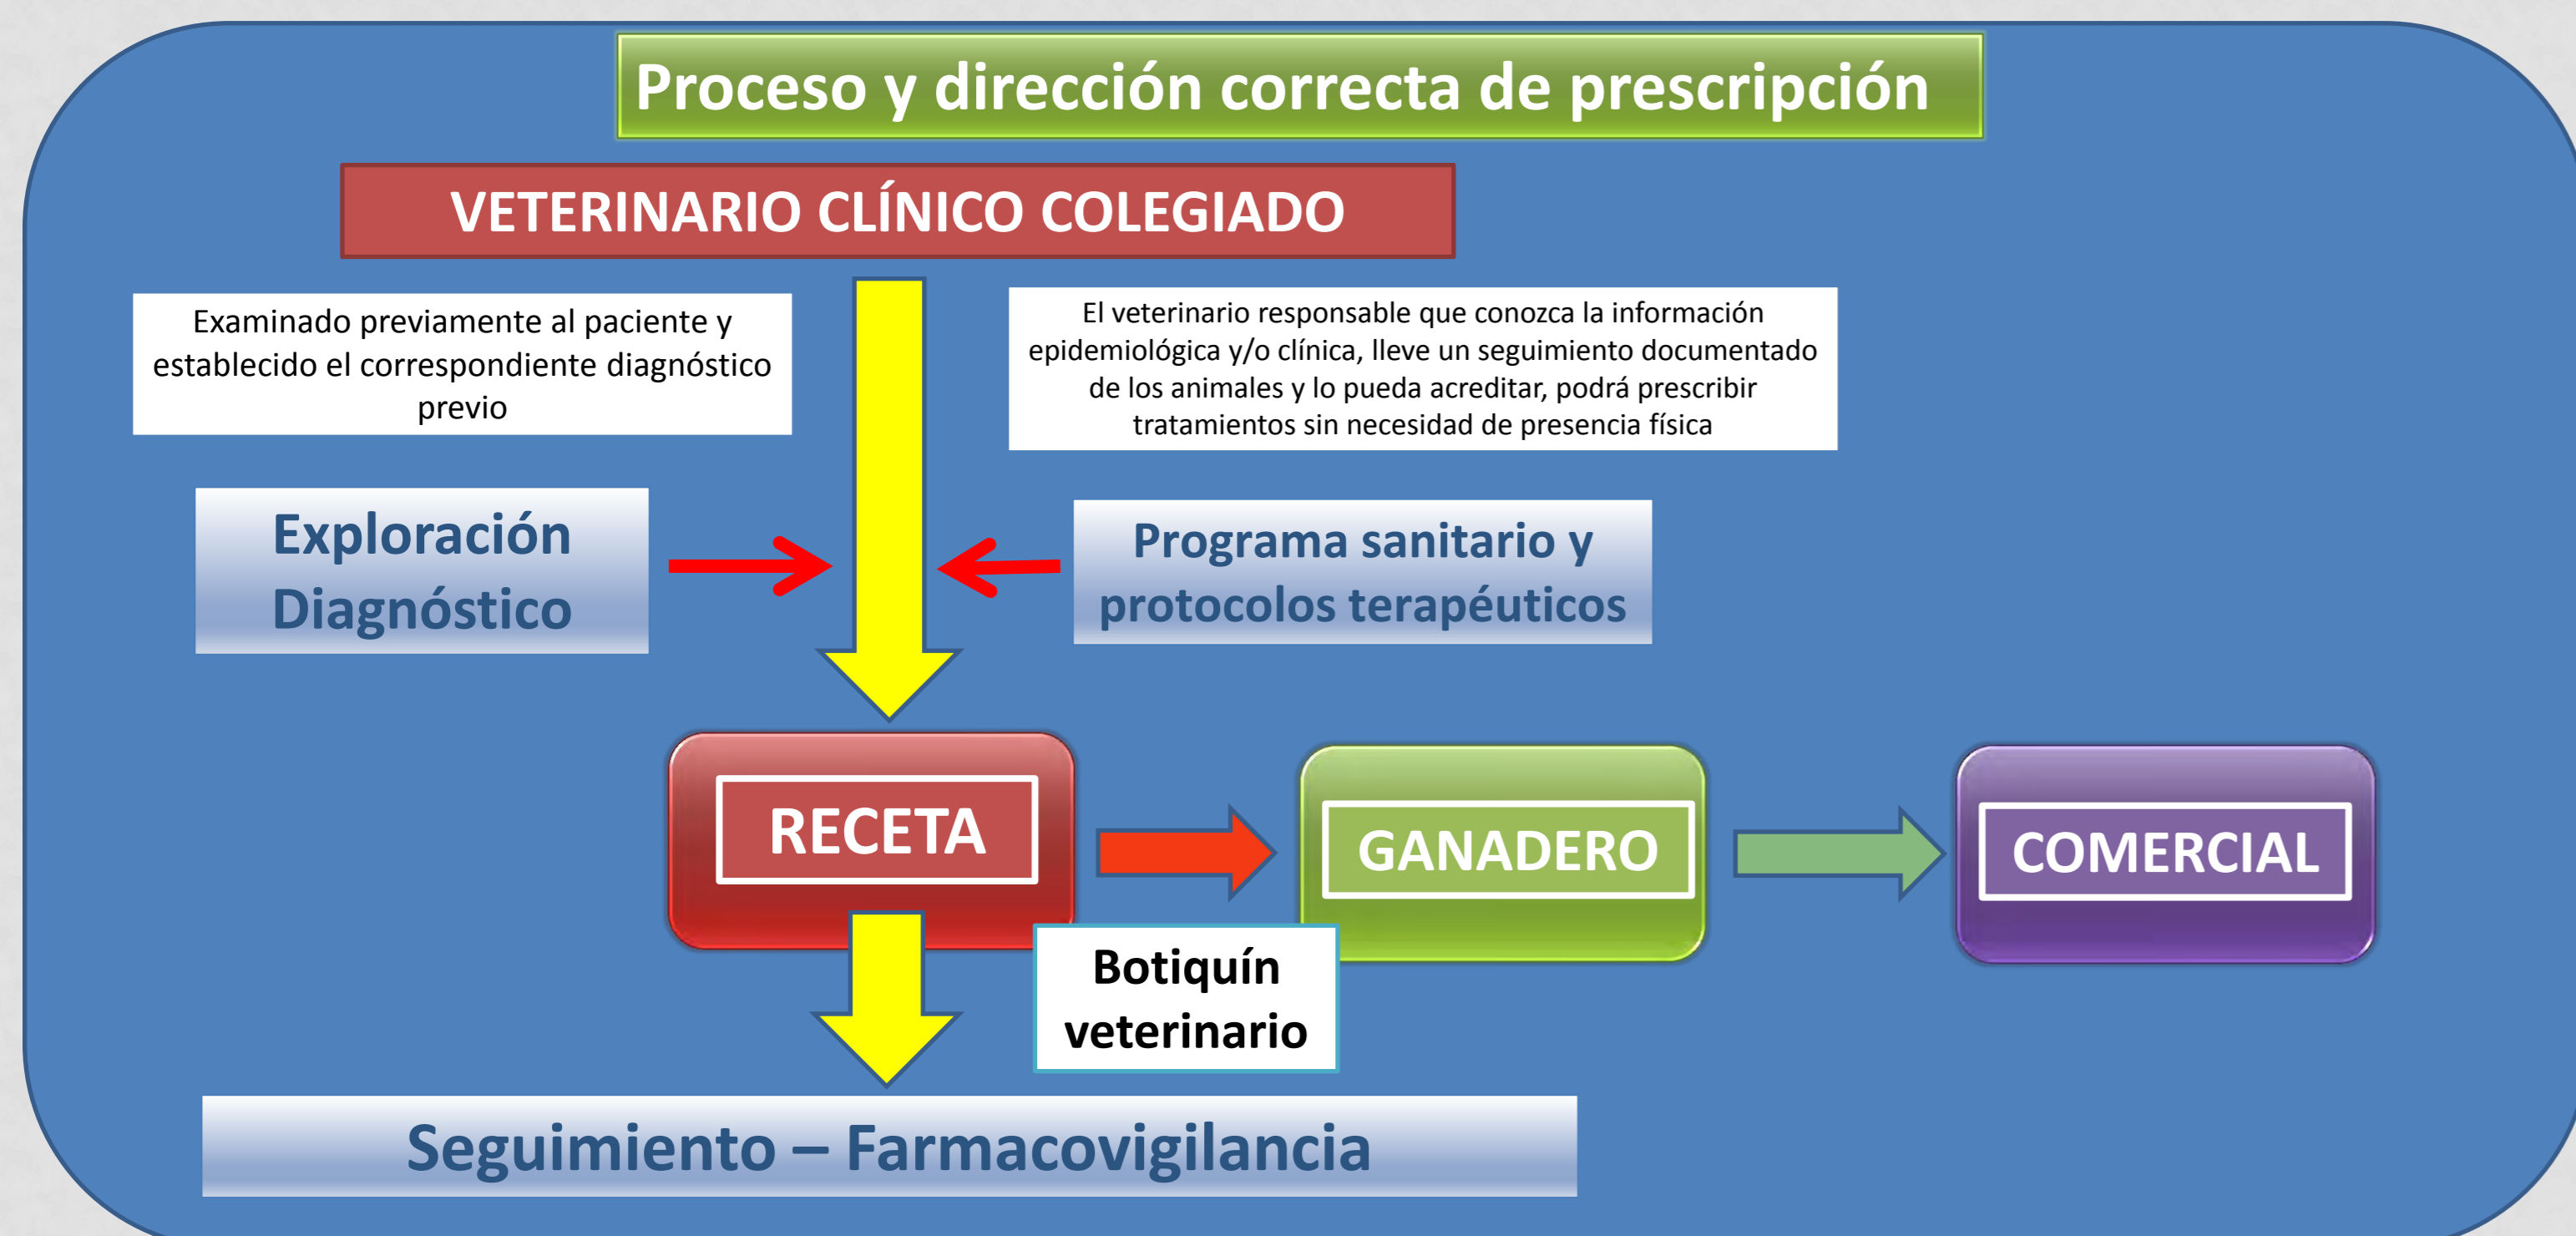 Proceso y dirección correcta de prescripción
VETERINARIO CLÍNICO COLEGIADO
Examinado previamente al paciente y
establecido el correspondiente diagnóstico
previo
El veterinario responsable que conozca la información
epidemiológica y/o clínica, lleve un seguimiento documentado
de los animales y lo pueda acreditar, podrá prescribir
tratamientos sin necesidad de presencia física
Exploración
Diagnóstico
Programa sanitario y
protocolos terapéuticos
RECETA
GANADERO
COMERCIAL
Botiquín
veterinario
Seguimiento – Farmacovigilancia